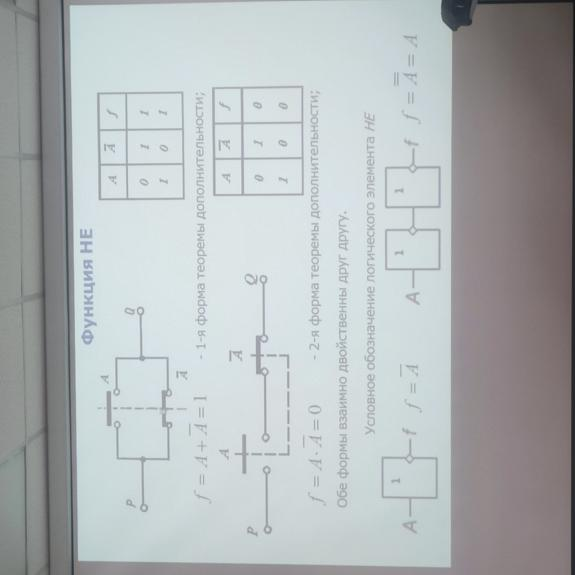 Функция НЕ
A
P Q
A̅
A A̅ f
0 1 1
1 0 1
f = A + A̅ = 1 - 1-я форма теоремы дополнительности;
A A̅
P Q
A A̅ f
0 1 0
1 0 0
f = A · A̅ = 0 - 2-я форма теоремы дополнительности;
Обе формы взаимно двойственны друг другу.
Условное обозначение логического элемента НЕ
A 1 f f = A̅
A 1 1 f f = A̿ = A